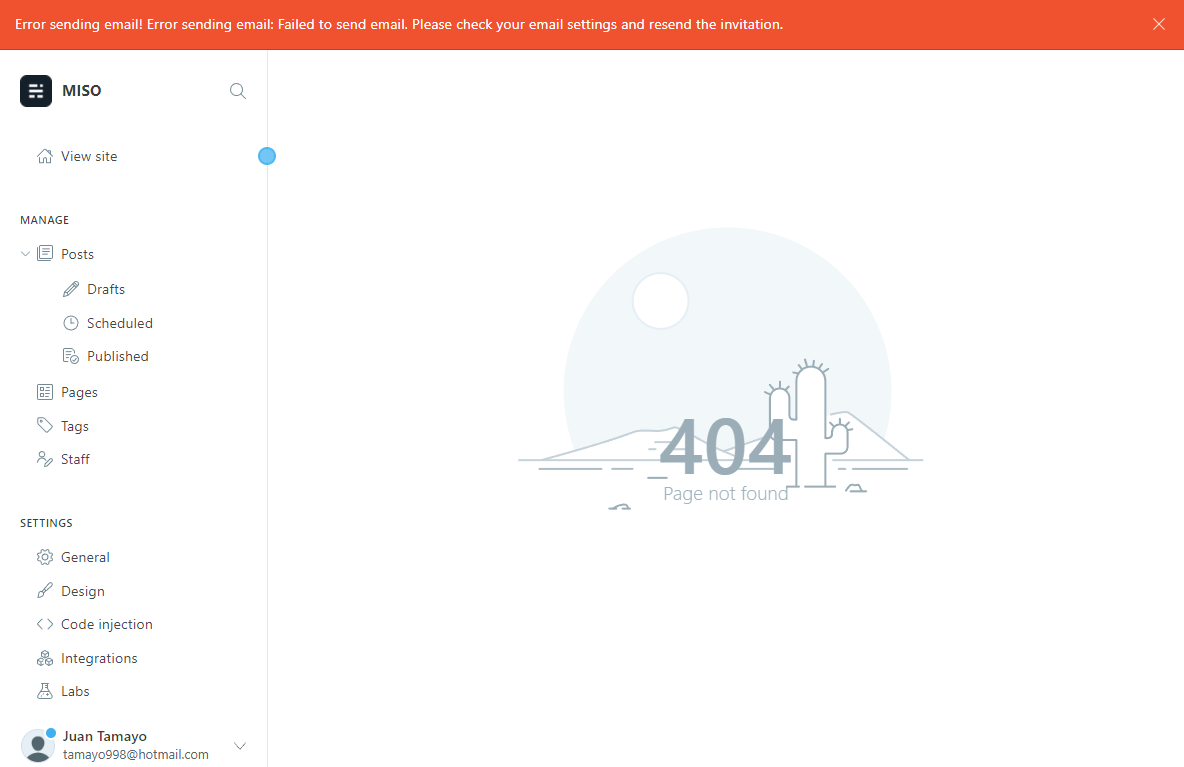 Error sending email! Error sending email: Failed to send email. Please check your email settings and resend the invitation.
MISO
View site
MANAGE
Posts
Drafts
Scheduled
Published
Pages
Tags
Staff
SETTINGS
General
Design
Code injection
Integrations
Labs
Juan Tamayo
tamayo998@hotmail.com
404
Page not found